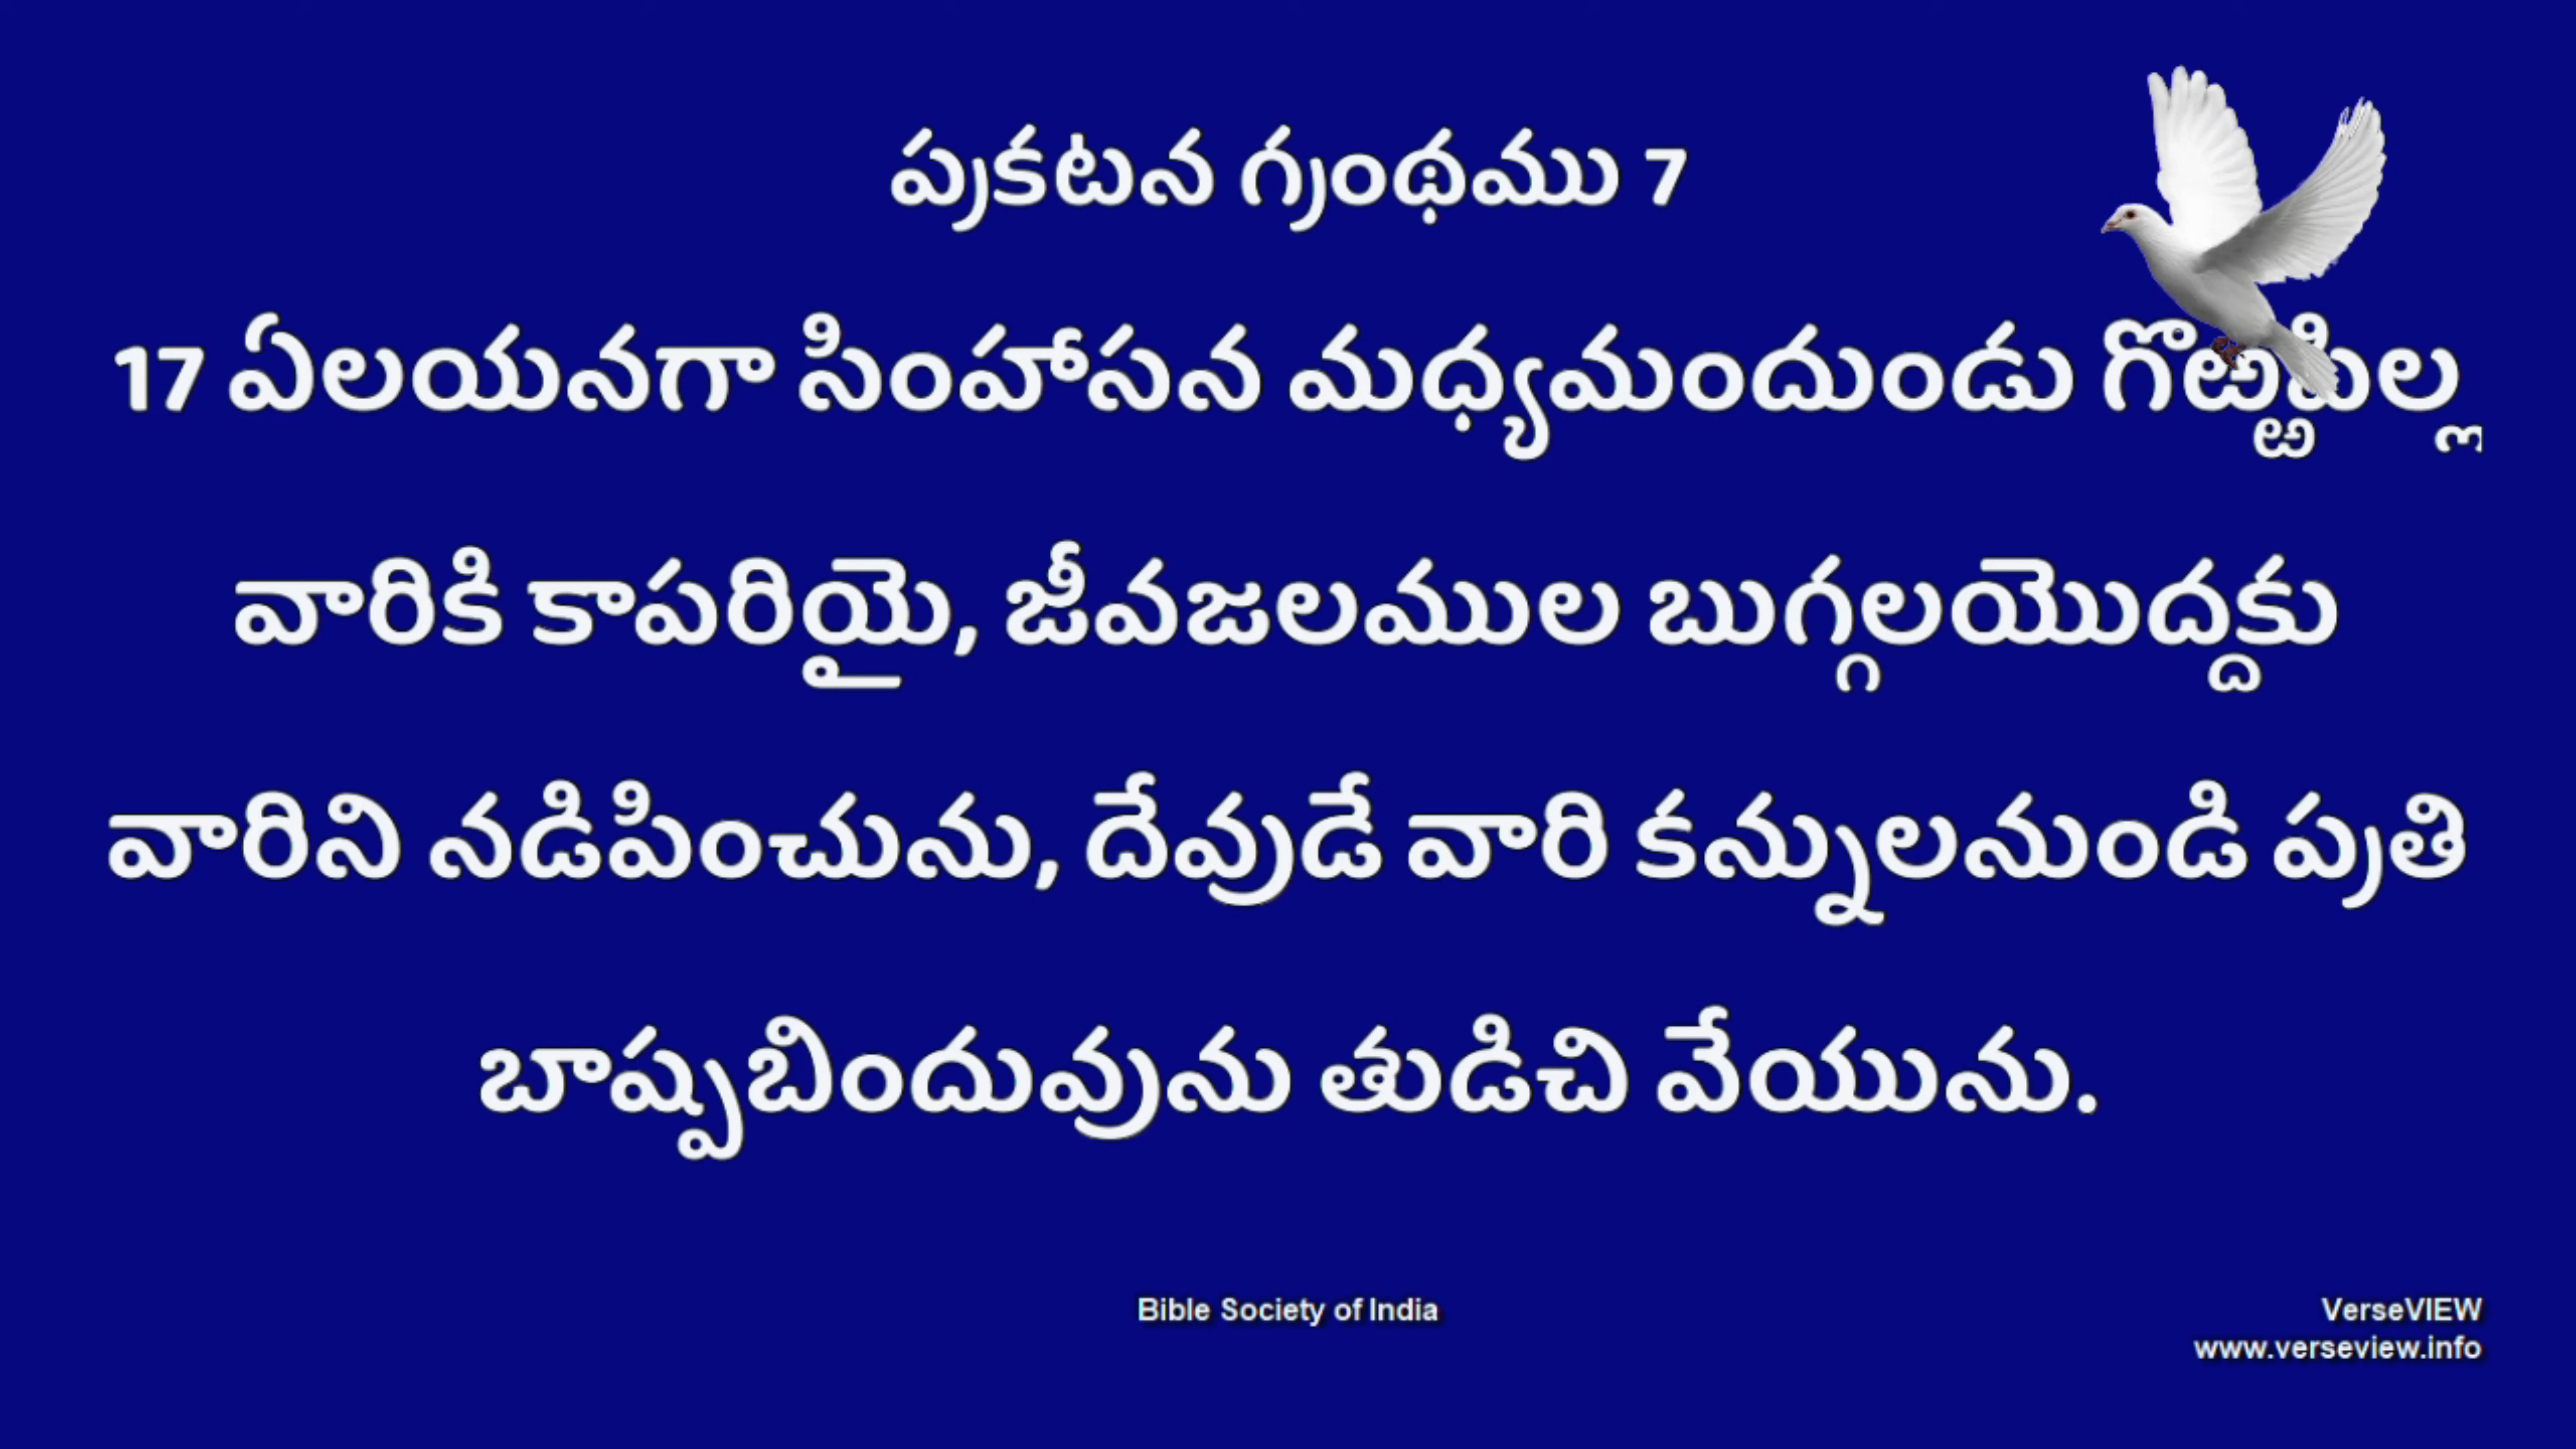 ప్రకటన గ్రంథము 7
17 ఏలయనగా సింహాసన మధ్యమందుండు గొఱ్ఱెపిల్ల
వారికి కాపరియై, జీవజలముల బుగ్గలయొద్దకు
వారిని నడిపించును, దేవుడే వారి కన్నులనుండి ప్రతి
బాష్పబిందువును తుడిచి వేయును.
Bible Society of India
VerseVIEW
www.verseview.info